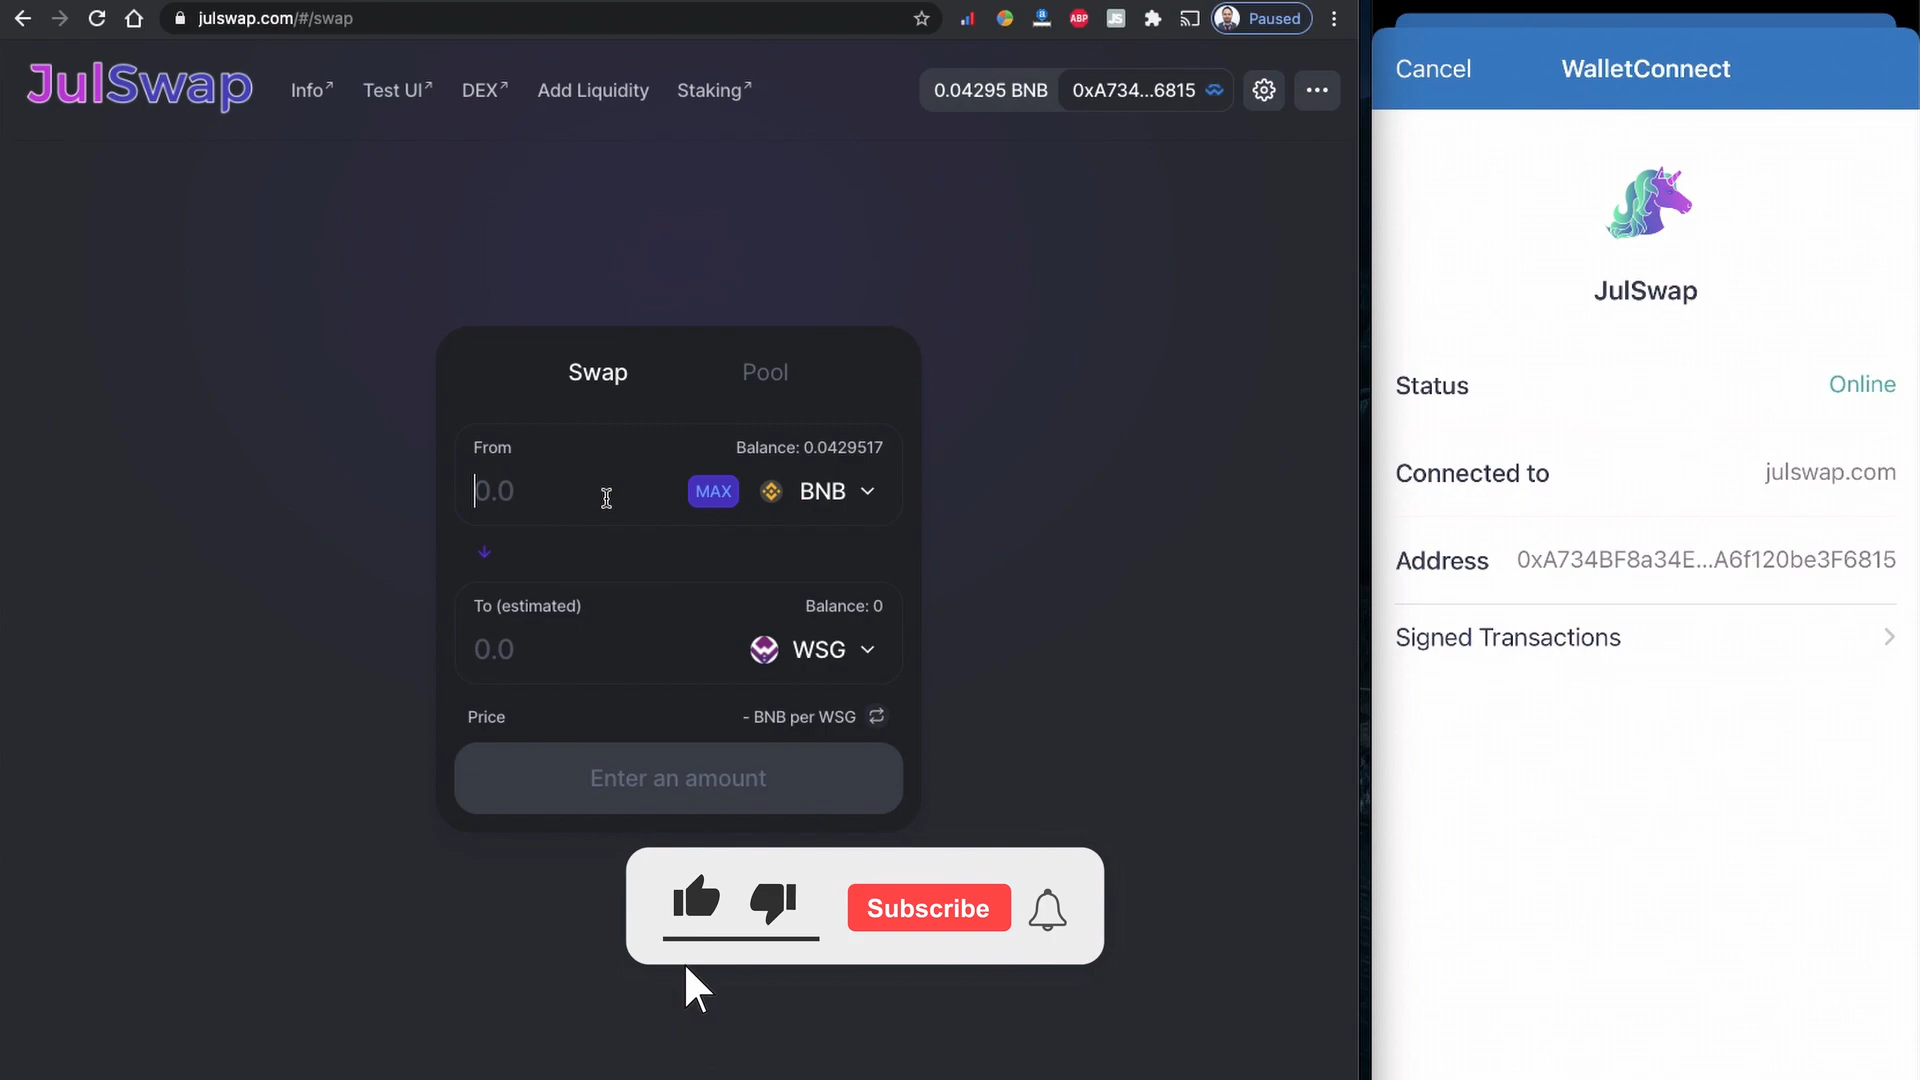 julswap.com/#/swap
ABP
JS
Paused
JulSwap
Info
Test UI
DEX
Add Liquidity
Staking
0.04295 BNB
0xA734...6815
Swap
Pool
From
Balance: 0.0429517
0.0
MAX
BNB
To (estimated)
Balance: 0
0.0
WSG
Price
- BNB per WSG
Enter an amount
Subscribe
Cancel
WalletConnect
JulSwap
Status
Online
Connected to
julswap.com
Address
0xA734BF8a34E...A6f120be3F6815
Signed Transactions